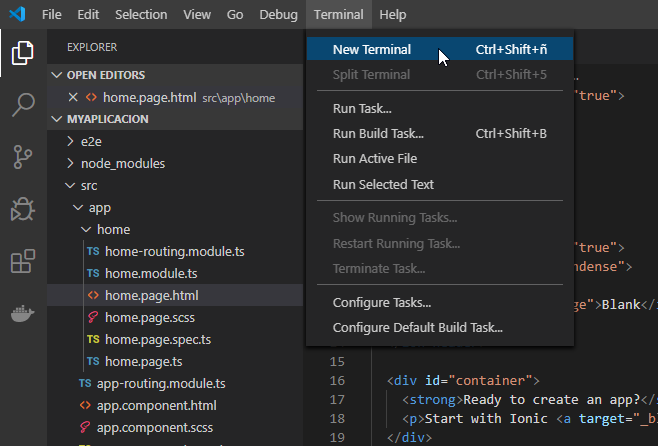 File Edit Selection View Go Debug Terminal Help
EXPLORER
OPEN EDITORS
home.page.html src\app\home
MYAPLICACION
e2e
node_modules
src
app
home
TS home-routing.module.ts
TS home.module.ts
<> home.page.html
home.page.scss
TS home.page.spec.ts
TS home.page.ts
TS app-routing.module.ts
<> app.component.html
app.component.scss
New Terminal Ctrl+Shift+ñ
Split Terminal Ctrl+Shift+5
Run Task...
Run Build Task... Ctrl+Shift+B
Run Active File
Run Selected Text
Show Running Tasks...
Restart Running Task...
Terminate Task...
Configure Tasks...
Configure Default Build Task...
"true">
"true">
ndense">
ge">Blank</
15
16 <div id="container">
17 <strong>Ready to create an app?</
18 <p>Start with Ionic <a target="_b
19 </div>